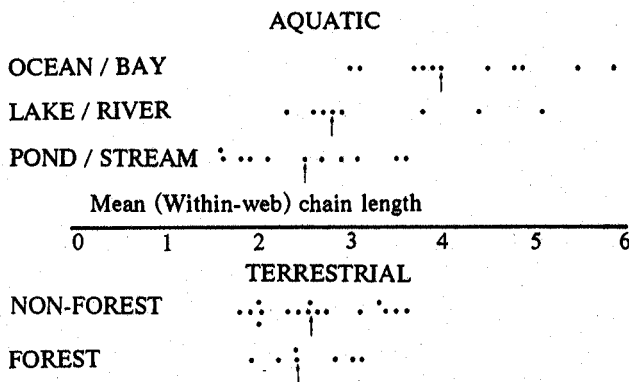 AQUATIC
OCEAN / BAY
LAKE / RIVER
POND / STREAM
Mean (Within-web) chain length
0 1 2 3 4 5 6
TERRESTRIAL
NON-FOREST
FOREST